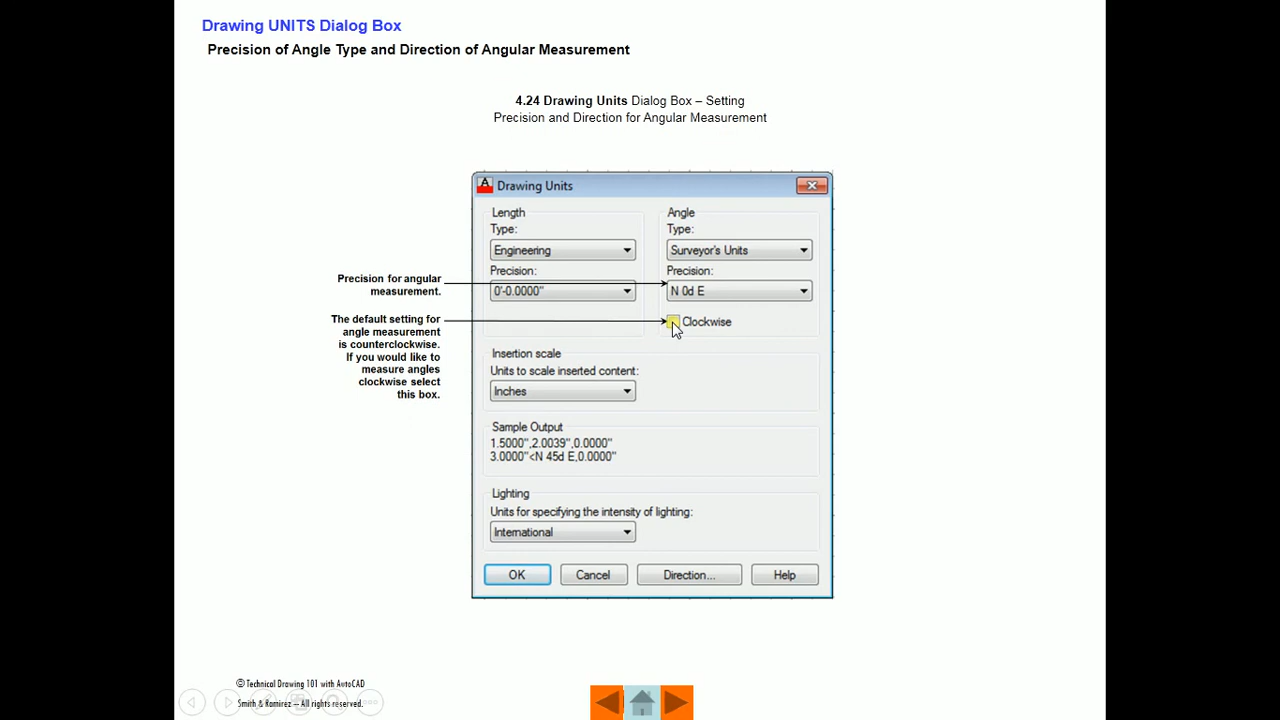 Drawing UNITS Dialog Box
Precision of Angle Type and Direction of Angular Measurement
4.24 Drawing Units Dialog Box – Setting
Precision and Direction for Angular Measurement
Drawing Units
Length
Type:
Engineering
Precision:
0'-0.0000"
Angle
Type:
Surveyor's Units
Precision:
N 0d E
Clockwise
Precision for angular
measurement.
The default setting for
angle measurement
is counterclockwise.
If you would like to
measure angles
clockwise select
this box.
Insertion scale
Units to scale inserted content:
Inches
Sample Output
1.5000",2.0039",0.0000"
3.0000"<N 45d E,0.0000"
Lighting
Units for specifying the intensity of lighting:
International
OK
Cancel
Direction...
Help
© Technical Drawing 101 with AutoCAD
Smith & Ramirez – All rights reserved.